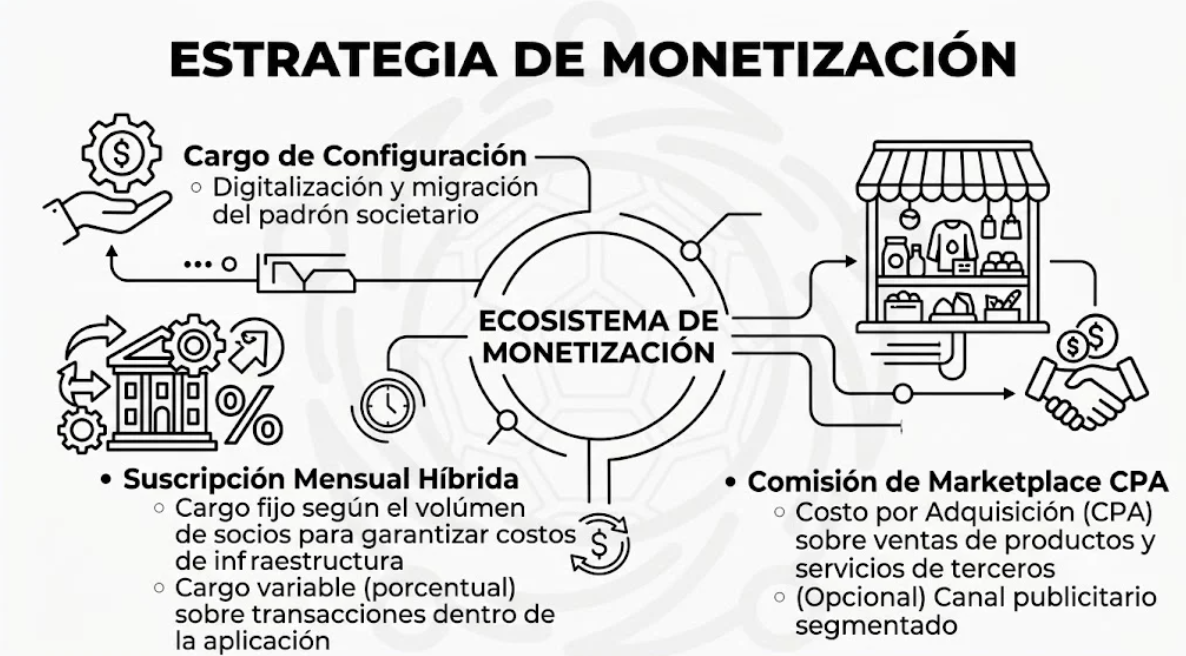 ESTRATEGIA DE MONETIZACIÓN
$
Cargo de Configuración
○ Digitalización y migración
del padrón societario
ECOSISTEMA DE
MONETIZACIÓN
%
• Suscripción Mensual Híbrida
○ Cargo fijo según el volúmen
de socios para garantizar costos
de infraestructura
○ Cargo variable (porcentual)
sobre transacciones dentro de
la aplicación
$
$
$
• Comisión de Marketplace CPA
○ Costo por Adquisición (CPA)
sobre ventas de productos y
servicios de terceros
○ (Opcional) Canal publicitario
segmentado